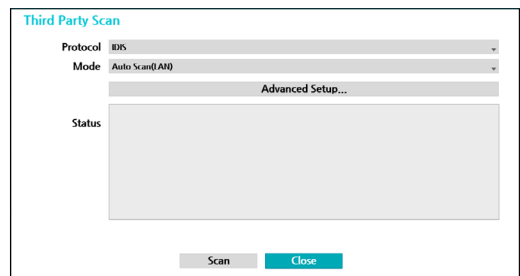 Third Party Scan
Protocol IDIS
Mode Auto Scan(LAN)
Advanced Setup...
Status
Scan Close